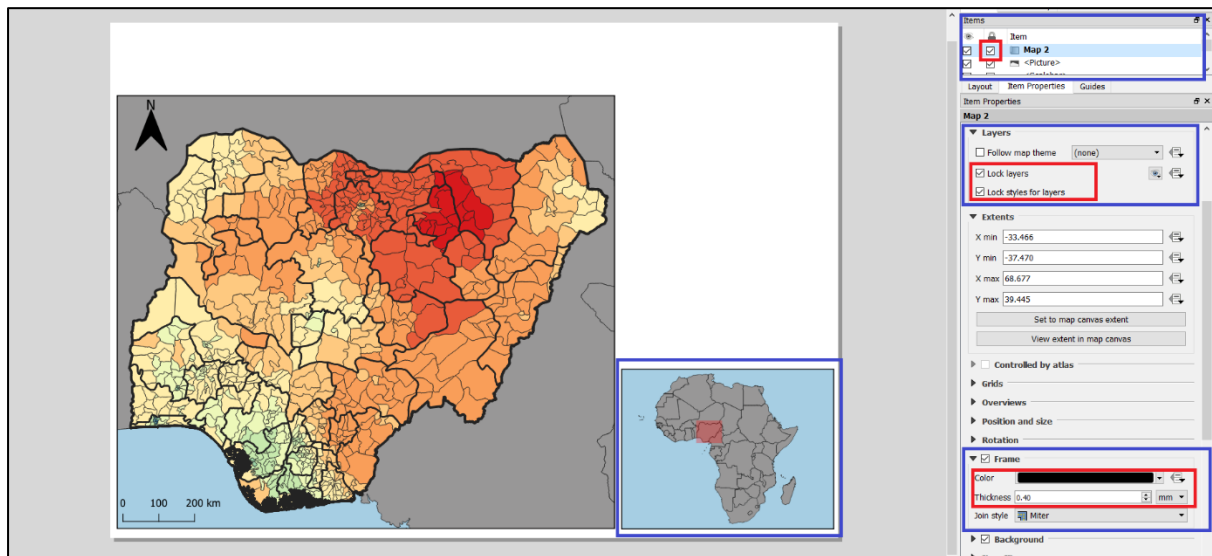 N
0 100 200 km
Items
Item
Map 2
<Picture>
Layout Item Properties Guides
Item Properties
Map 2
Layers
Follow map theme (none)
Lock layers
Lock styles for layers
Extents
X min -33.466
Y min -37.470
X max 68.677
Y max 39.445
Set to map canvas extent
View extent in map canvas
Controlled by atlas
Grids
Overviews
Position and size
Rotation
Frame
Color
Thickness 0.40 mm
Join style Miter
Background